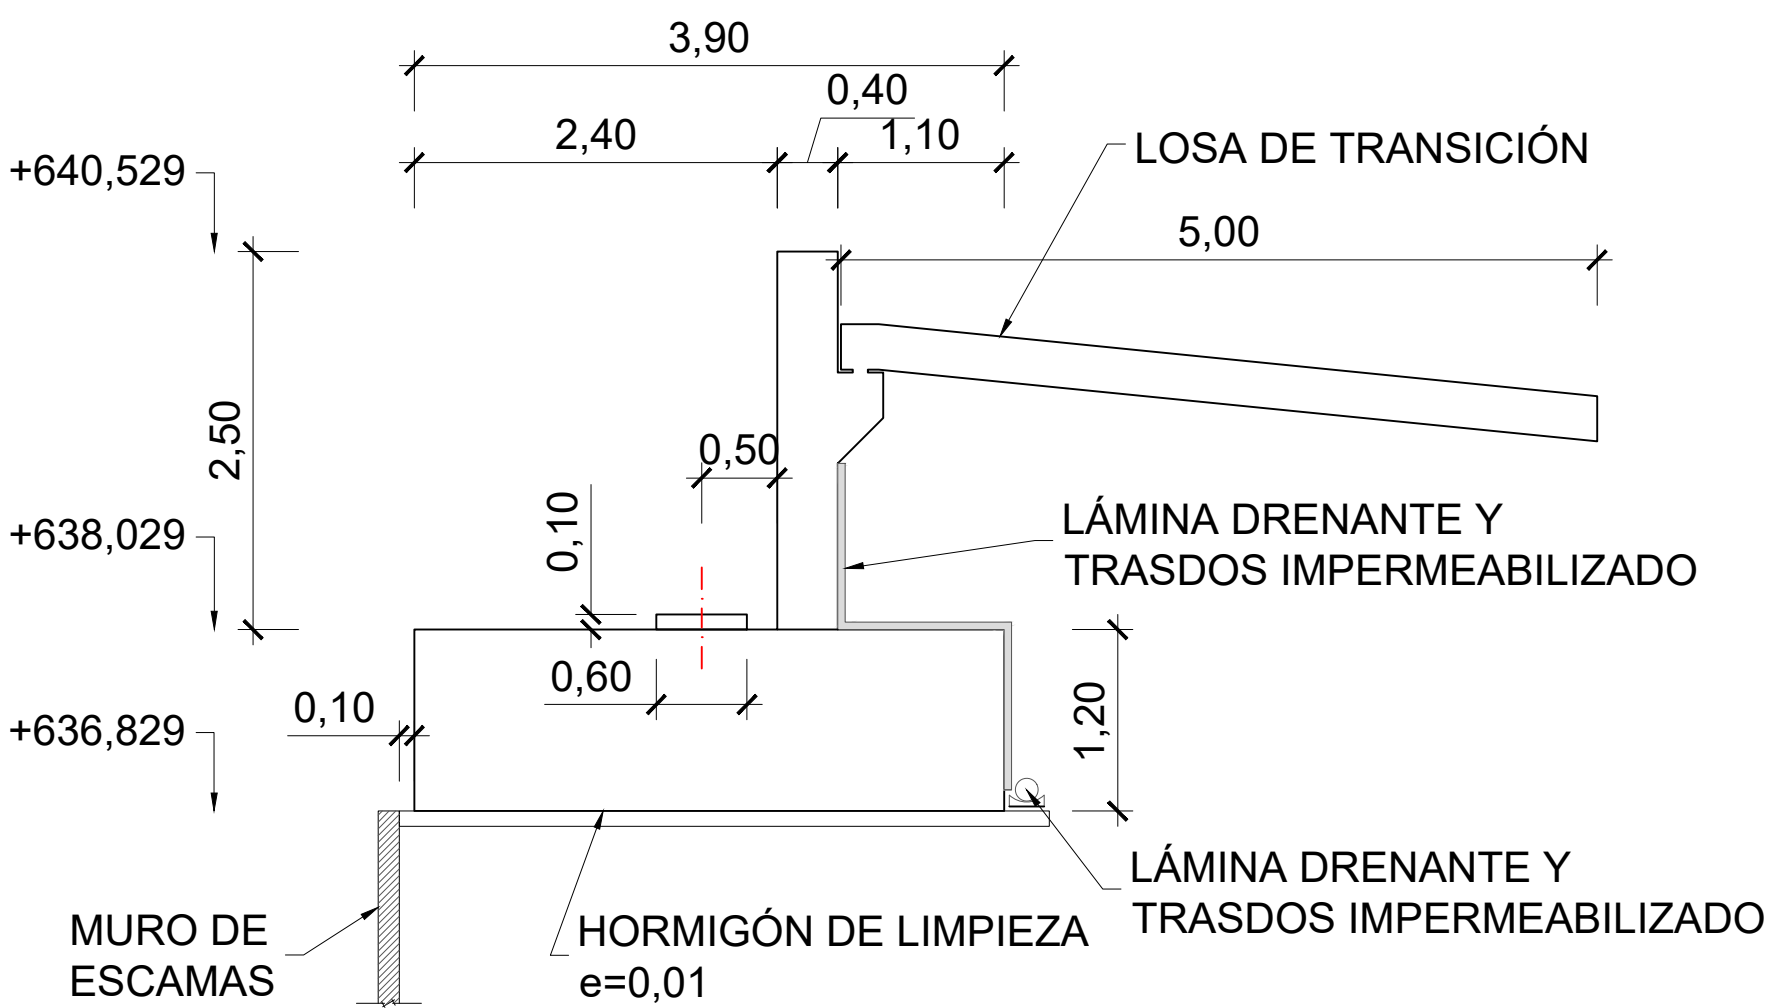 3,90
0,40
2,40
1,10
+640,529
LOSA DE TRANSICIÓN
5,00
2,50
0,50
0,10
LÁMINA DRENANTE Y
TRASDOS IMPERMEABILIZADO
+638,029
0,60
0,10
+636,829
1,20
LÁMINA DRENANTE Y
TRASDOS IMPERMEABILIZADO
MURO DE
ESCAMAS
HORMIGÓN DE LIMPIEZA
e=0,01